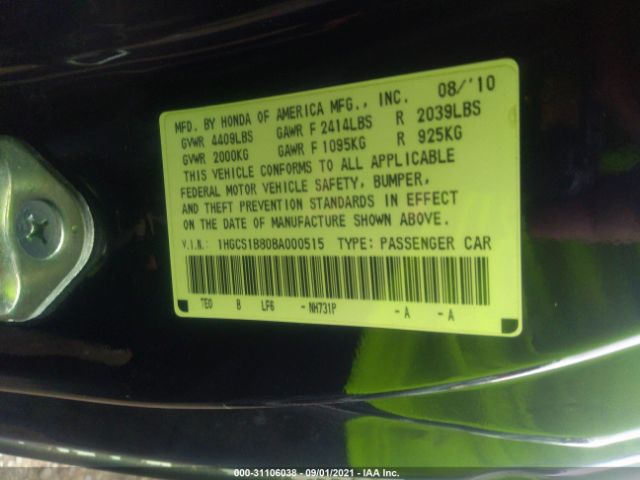 MFD. BY HONDA OF AMERICA MFG., INC. 08/'10
GVWR 4409LBS GAWR F 2414LBS R 2039LBS
GVWR 2000KG GAWR F 1095KG R 925KG
THIS VEHICLE CONFORMS TO ALL APPLICABLE
FEDERAL MOTOR VEHICLE SAFETY, BUMPER,
AND THEFT PREVENTION STANDARDS IN EFFECT
ON THE DATE OF MANUFACTURE SHOWN ABOVE.
V.I.N.: 1HGCS1B80BA000515 TYPE: PASSENGER CAR
TE0 B LF6 -NH731P -A -A
000-31106038 - 09/01/2021 - IAA Inc.